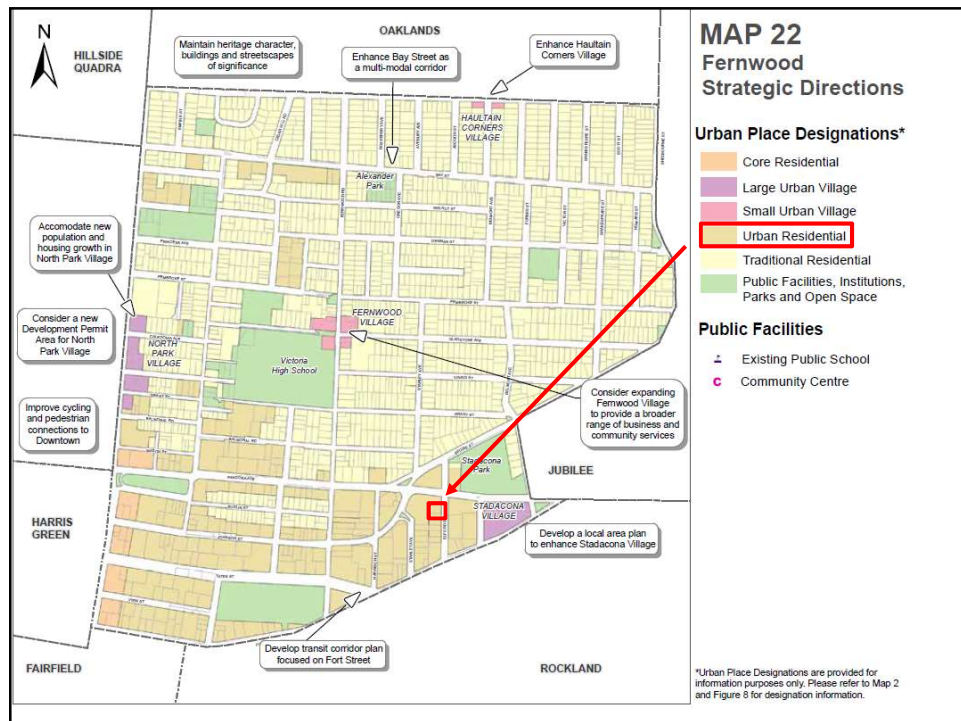 MAP 22
Fernwood
Strategic Directions
Urban Place Designations*
Core Residential
Large Urban Village
Small Urban Village
Urban Residential
Traditional Residential
Public Facilities, Institutions,
Parks and Open Space
Public Facilities
Existing Public School
C Community Centre
*Urban Place Designations are provided for
information purposes only. Please refer to Map 2
and Figure 8 for designation information.
N
HILLSIDE
QUADRA
OAKLANDS
Maintain heritage character,
buildings and streetscapes
of significance
Enhance Bay Street as
a multi-modal corridor
Enhance Haultain
Corners Village
HAULTAIN
CORNERS
VILLAGE
Alexander
Park
Accomodate new
population and
housing growth in
North Park Village
Consider a new
Development Permit
Area for North
Park Village
NORTH
PARK
VILLAGE
Victoria
High School
FERNWOOD
VILLAGE
Consider expanding
Fernwood Village
to provide a broader
range of business and
community services
Improve cycling
and pedestrian
connections to
Downtown
Stadacona
Park
JUBILEE
HARRIS
GREEN
STADACONA
VILLAGE
Develop a local area plan
to enhance Stadacona Village
Develop transit corridor plan
focused on Fort Street
FAIRFIELD
ROCKLAND